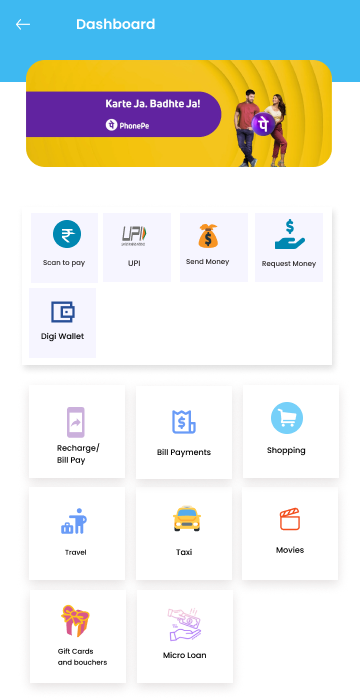 Dashboard
Karte Ja. Badhte Ja!
पे PhonePe
पे
Scan to pay
UPI
UPI
Send Money
Request Money
Digi Wallet
Recharge/
Bill Pay
Bill Payments
Shopping
Travel
Taxi
Movies
Gift Cards
and bouchers
Micro Loan